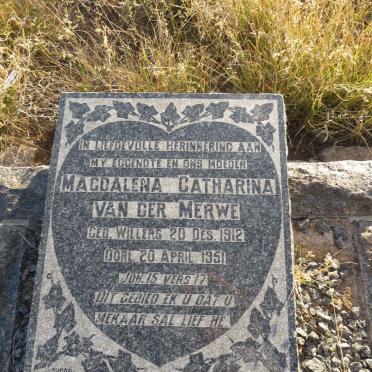 IN LIEFDEVOLLE HERINNERING AAN
MY EGGENOTE EN ONS MOEDER
MAGDALENA CATHARINA
VAN DER MERWE
GEB. WILLERS 20 DES. 1912
OORL. 20 APRIL 1951
JOH. 15 VERS 17
DIT GEBIED EK U DAT U
MEKAAR SAL LIEF HE.